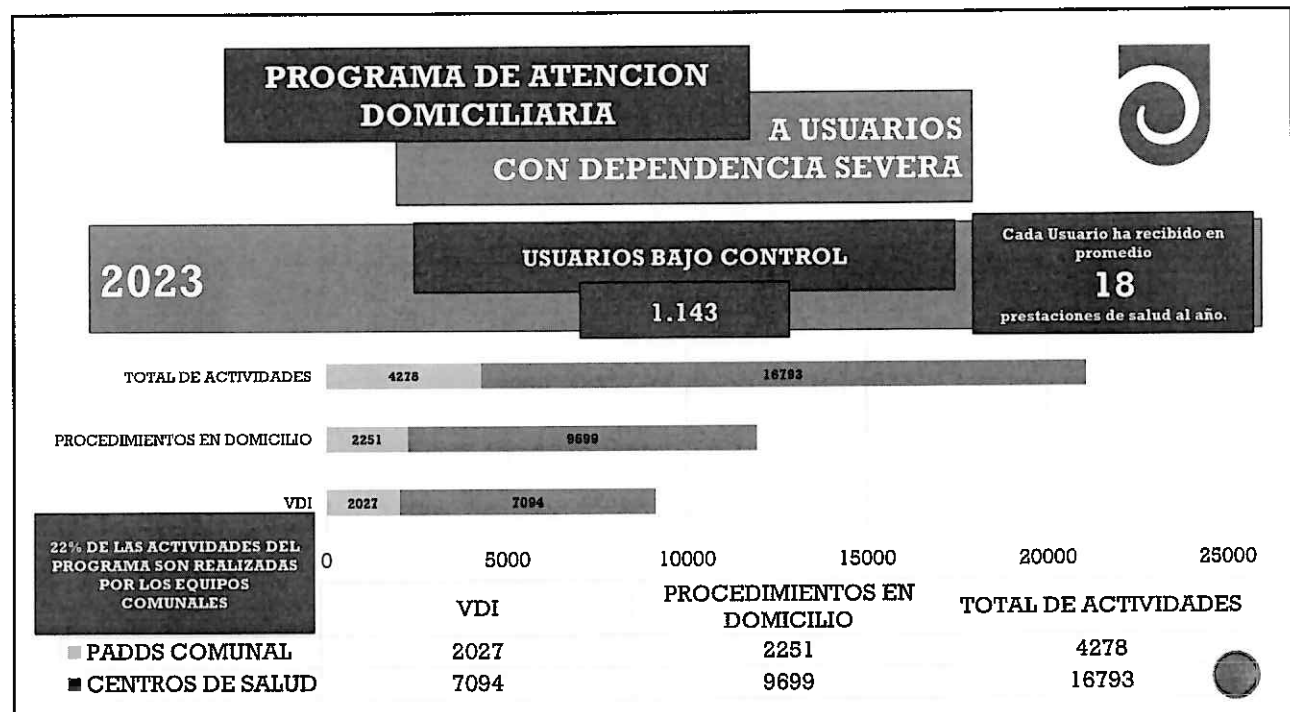 PROGRAMA DE ATENCION
DOMICILIARIA
A USUARIOS
CON DEPENDENCIA SEVERA
2023
USUARIOS BAJO CONTROL
1.143
Cada Usuario ha recibido en
promedio
18
prestaciones de salud al año.
TOTAL DE ACTIVIDADES
4278
16793
PROCEDIMIENTOS EN DOMICILIO
2251
9699
VDI
2027
7094
22% DE LAS ACTIVIDADES DEL
PROGRAMA SON REALIZADAS
POR LOS EQUIPOS
COMUNALES
0 5000 10000 15000 20000 25000
VDI PROCEDIMIENTOS EN DOMICILIO TOTAL DE ACTIVIDADES
PADDS COMUNAL 2027 2251 4278
CENTROS DE SALUD 7094 9699 16793